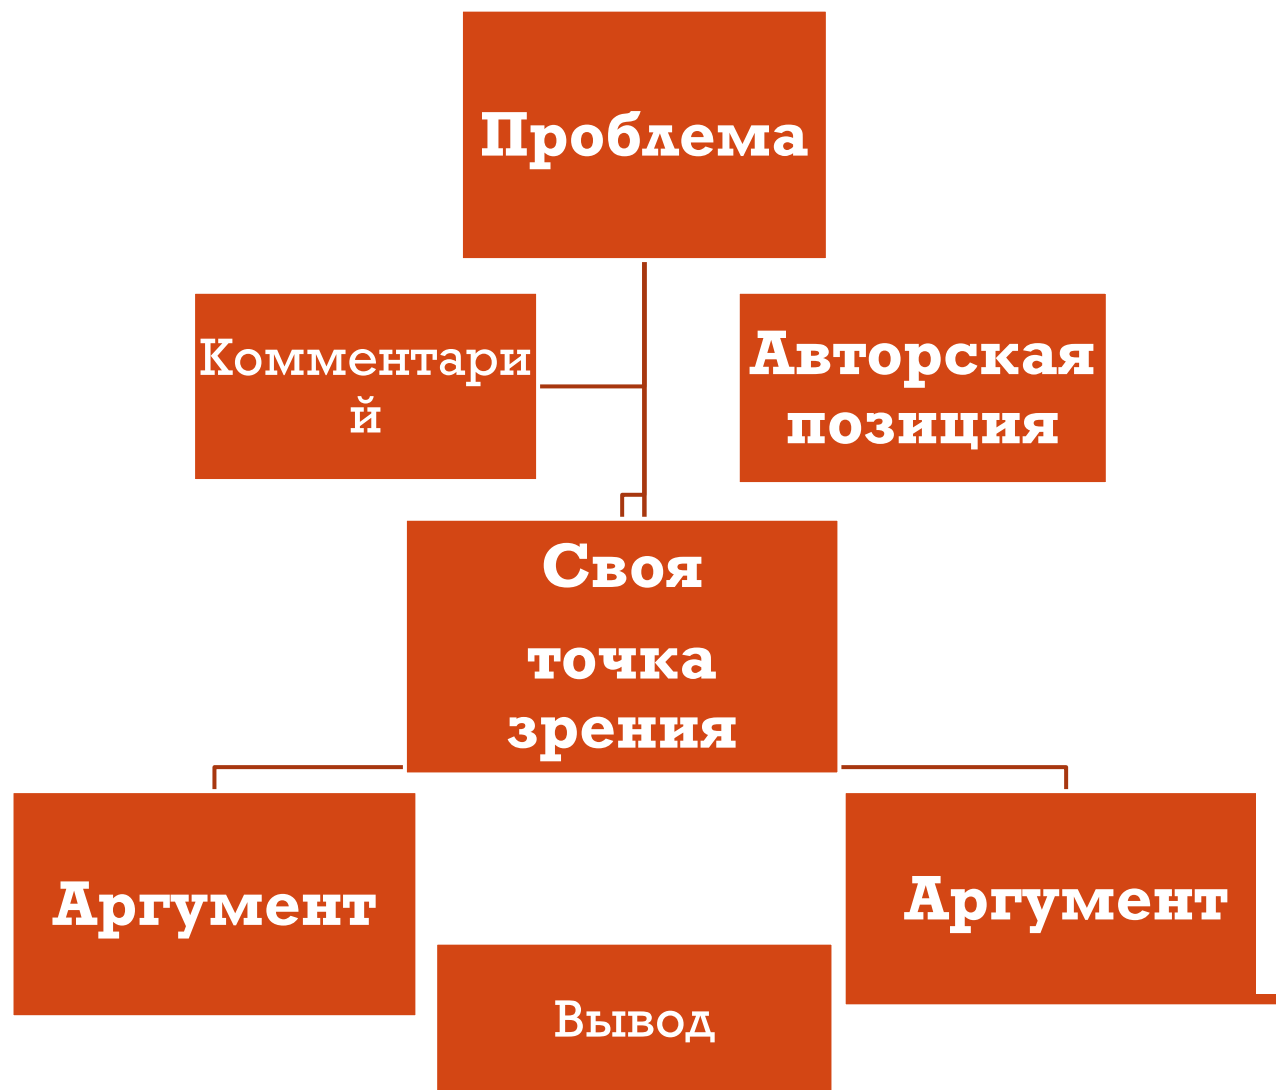 Проблема
Комментари
й
Авторская
позиция
Своя
точка
зрения
Аргумент
Аргумент
Вывод